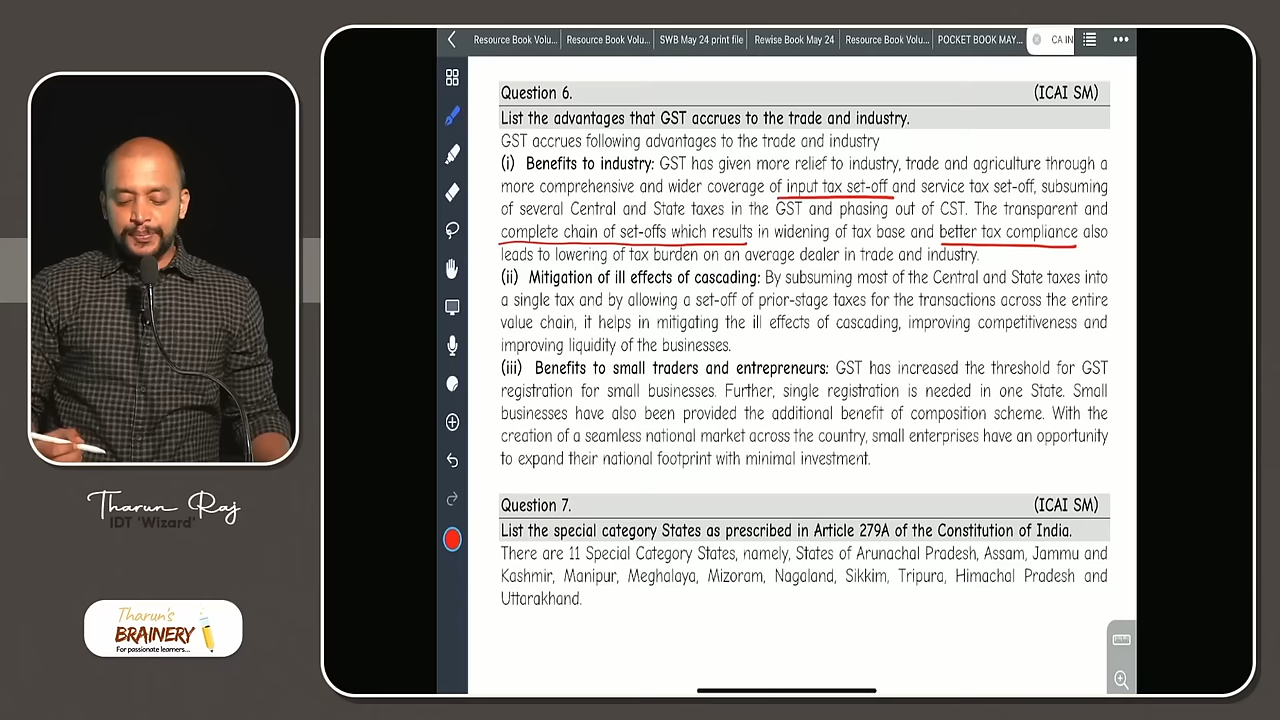 Resource Book Volu...
Resource Book Volu...
SWB May 24 print file
Rewise Book May 24
Resource Book Volu...
POCKET BOOK MAY...
CA IN
Question 6. (ICAI SM)
List the advantages that GST accrues to the trade and industry.
GST accrues following advantages to the trade and industry
(i) Benefits to industry: GST has given more relief to industry, trade and agriculture through a
more comprehensive and wider coverage of input tax set-off and service tax set-off, subsuming
of several Central and State taxes in the GST and phasing out of CST. The transparent and
complete chain of set-offs which results in widening of tax base and better tax compliance also
leads to lowering of tax burden on an average dealer in trade and industry.
(ii) Mitigation of ill effects of cascading: By subsuming most of the Central and State taxes into
a single tax and by allowing a set-off of prior-stage taxes for the transactions across the entire
value chain, it helps in mitigating the ill effects of cascading, improving competitiveness and
improving liquidity of the businesses.
(iii) Benefits to small traders and entrepreneurs: GST has increased the threshold for GST
registration for small businesses. Further, single registration is needed in one State. Small
businesses have also been provided the additional benefit of composition scheme. With the
creation of a seamless national market across the country, small enterprises have an opportunity
to expand their national footprint with minimal investment.
Question 7. (ICAI SM)
List the special category States as prescribed in Article 279A of the Constitution of India.
There are 11 Special Category States, namely, States of Arunachal Pradesh, Assam, Jammu and
Kashmir, Manipur, Meghalaya, Mizoram, Nagaland, Sikkim, Tripura, Himachal Pradesh and
Uttarakhand.
Tharun Raj
IDT 'Wizard'
Tharun's
BRAINERY
For passionate learners...